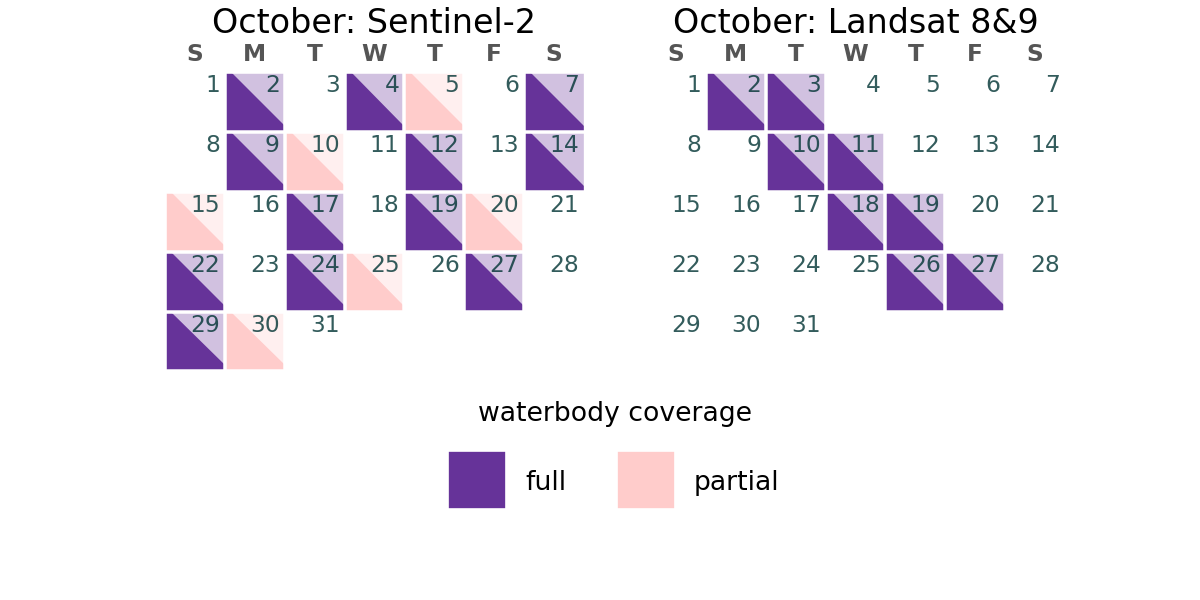 October: Sentinel-2
S M T W T F S
1 2 3 4 5 6 7
8 9 10 11 12 13 14
15 16 17 18 19 20 21
22 23 24 25 26 27 28
29 30 31
October: Landsat 8&9
S M T W T F S
1 2 3 4 5 6 7
8 9 10 11 12 13 14
15 16 17 18 19 20 21
22 23 24 25 26 27 28
29 30 31
waterbody coverage
full
partial